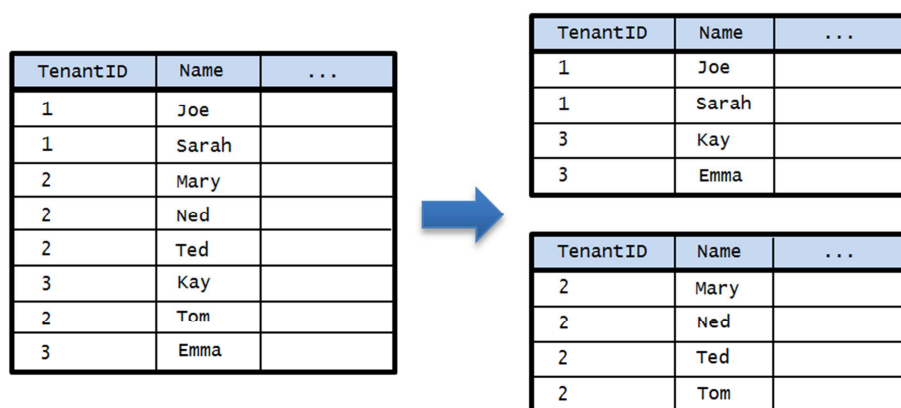 TenantID Name ...
1 Joe
1 Sarah
2 Mary
2 Ned
2 Ted
3 Kay
2 Tom
3 Emma
TenantID Name ...
1 Joe
1 Sarah
3 Kay
3 Emma
TenantID Name ...
2 Mary
2 Ned
2 Ted
2 Tom